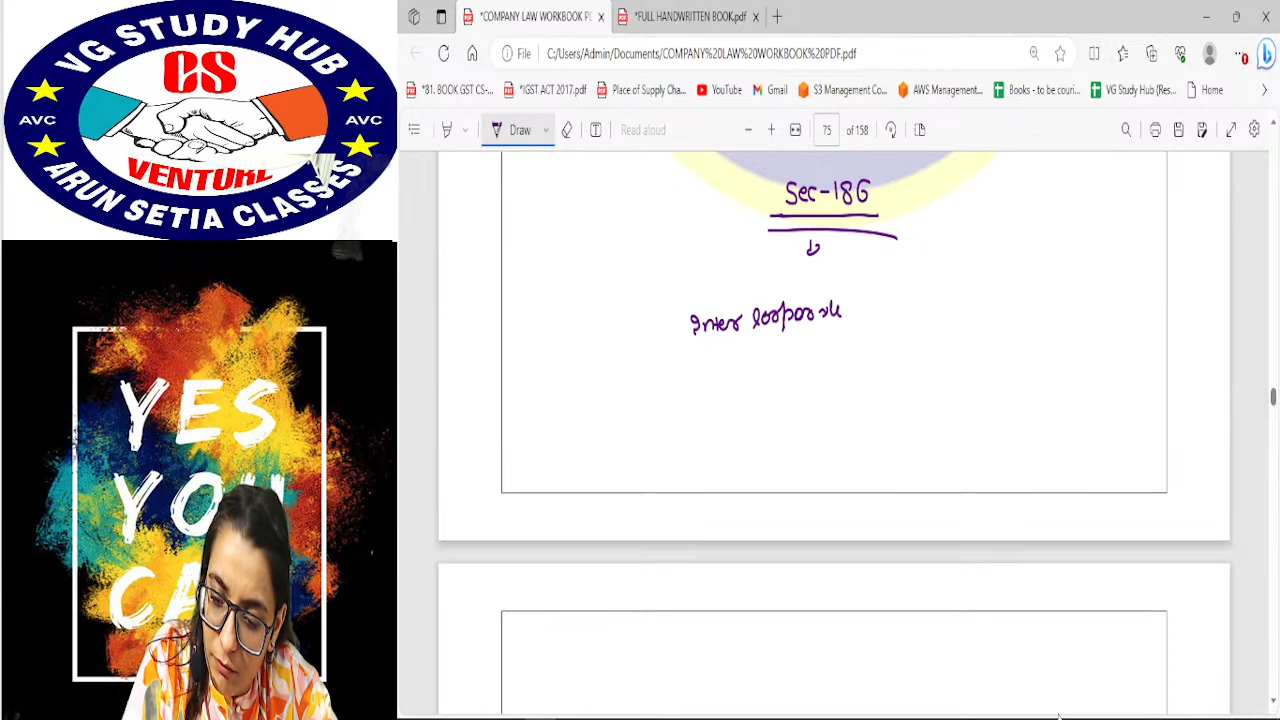 VG STUDY HUB
CS
AVC
AVC
VENTURE
ARUN SETIA CLASSES
YES
YOU
CA
*COMPANY LAW WORKBOOK PD
*FULL HANDWRITTEN BOOK.pdf
File
C:/Users/Admin/Documents/COMPANY%20LAW%20WORKBOOK%20PDF.pdf
*81. BOOK GST CS-...
*IGST ACT 2017.pdf
Place of Supply Cha...
YouTube
Gmail
S3 Management Co...
AWS Management...
Books - to be couri...
VG Study Hub (Res...
Home
Draw
Read aloud
75
of 158
Sec-186
Inter